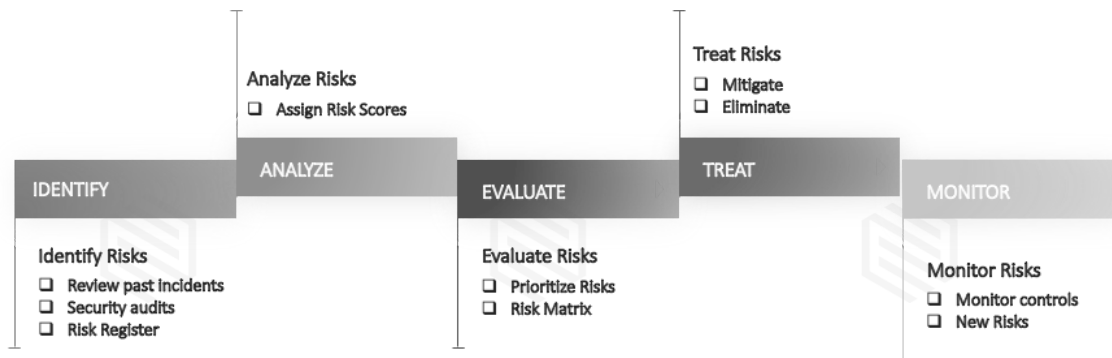 IDENTIFY
Identify Risks
Review past incidents
Security audits
Risk Register
Analyze Risks
Assign Risk Scores
ANALYZE
EVALUATE
Evaluate Risks
Prioritize Risks
Risk Matrix
Treat Risks
Mitigate
Eliminate
TREAT
MONITOR
Monitor Risks
Monitor controls
New Risks